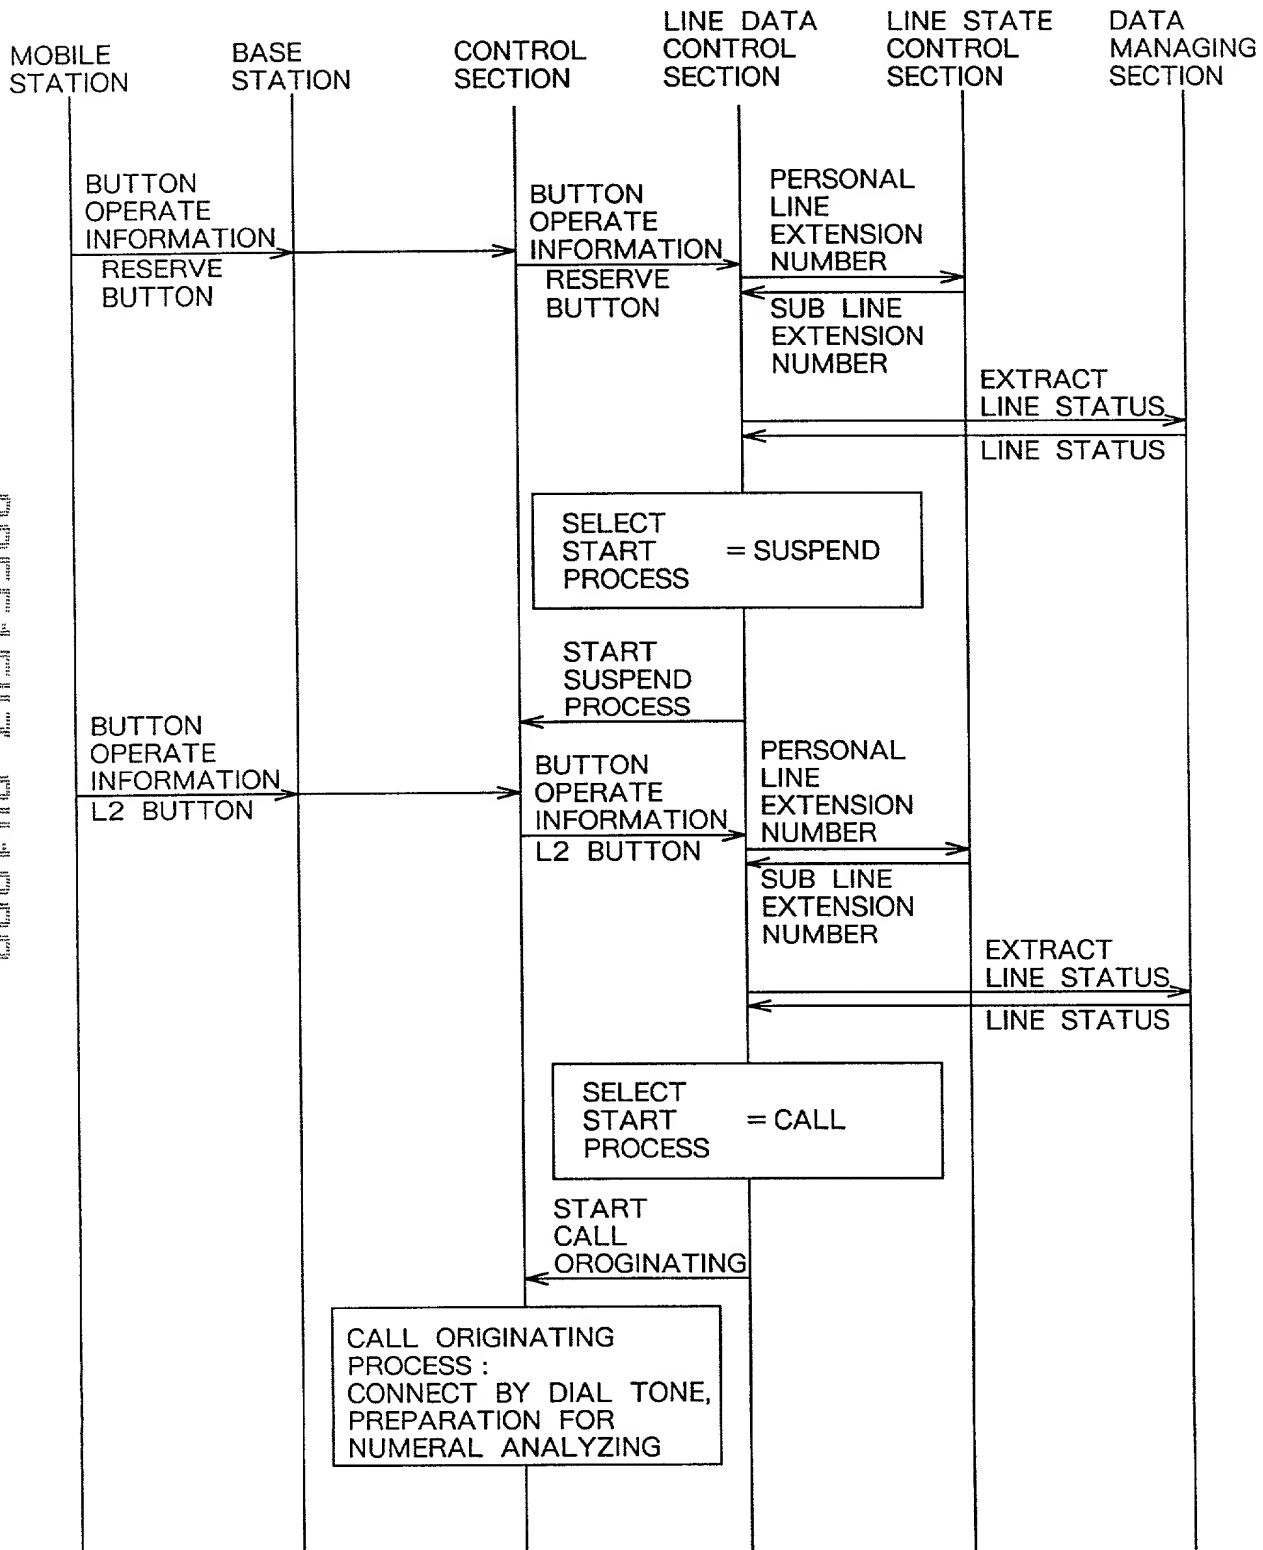 MOBILE
STATION
BASE
STATION
CONTROL
SECTION
LINE DATA
CONTROL
SECTION
LINE STATE
CONTROL
SECTION
DATA
MANAGING
SECTION
BUTTON
OPERATE
INFORMATION
RESERVE
BUTTON
BUTTON
OPERATE
INFORMATION
RESERVE
BUTTON
PERSONAL
LINE
EXTENSION
NUMBER
SUB LINE
EXTENSION
NUMBER
EXTRACT
LINE STATUS
LINE STATUS
SELECT
START = SUSPEND
PROCESS
START
SUSPEND
PROCESS
BUTTON
OPERATE
INFORMATION
L2 BUTTON
BUTTON
OPERATE
INFORMATION
L2 BUTTON
PERSONAL
LINE
EXTENSION
NUMBER
SUB LINE
EXTENSION
NUMBER
EXTRACT
LINE STATUS
LINE STATUS
SELECT
START = CALL
PROCESS
START
CALL
OROGINATING
CALL ORIGINATING
PROCESS :
CONNECT BY DIAL TONE,
PREPARATION FOR
NUMERAL ANALYZING